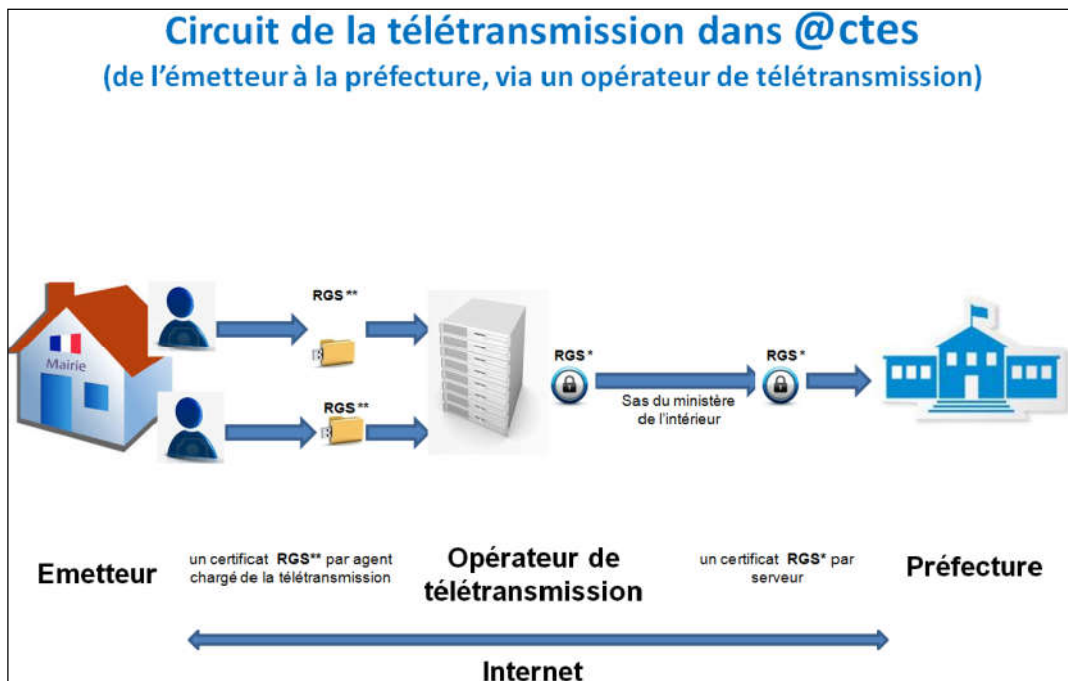 Circuit de la télétransmission dans @ctes
(de l'émetteur à la préfecture, via un opérateur de télétransmission)
RGS **
Mairie
RGS *
RGS *
RGS **
Sas du ministère
de l'intérieur
Emetteur
un certificat RGS** par agent
chargé de la télétransmission
Opérateur de
télétransmission
un certificat RGS* par
serveur
Préfecture
Internet